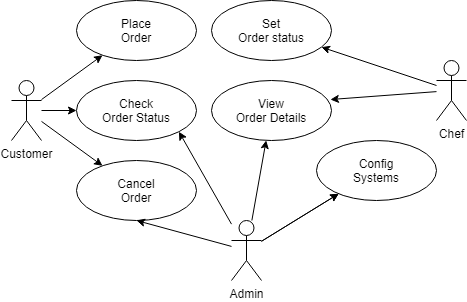 Place
Order
Set
Order status
Check
Order Status
View
Order Details
Customer
Chef
Cancel
Order
Config
Systems
Admin